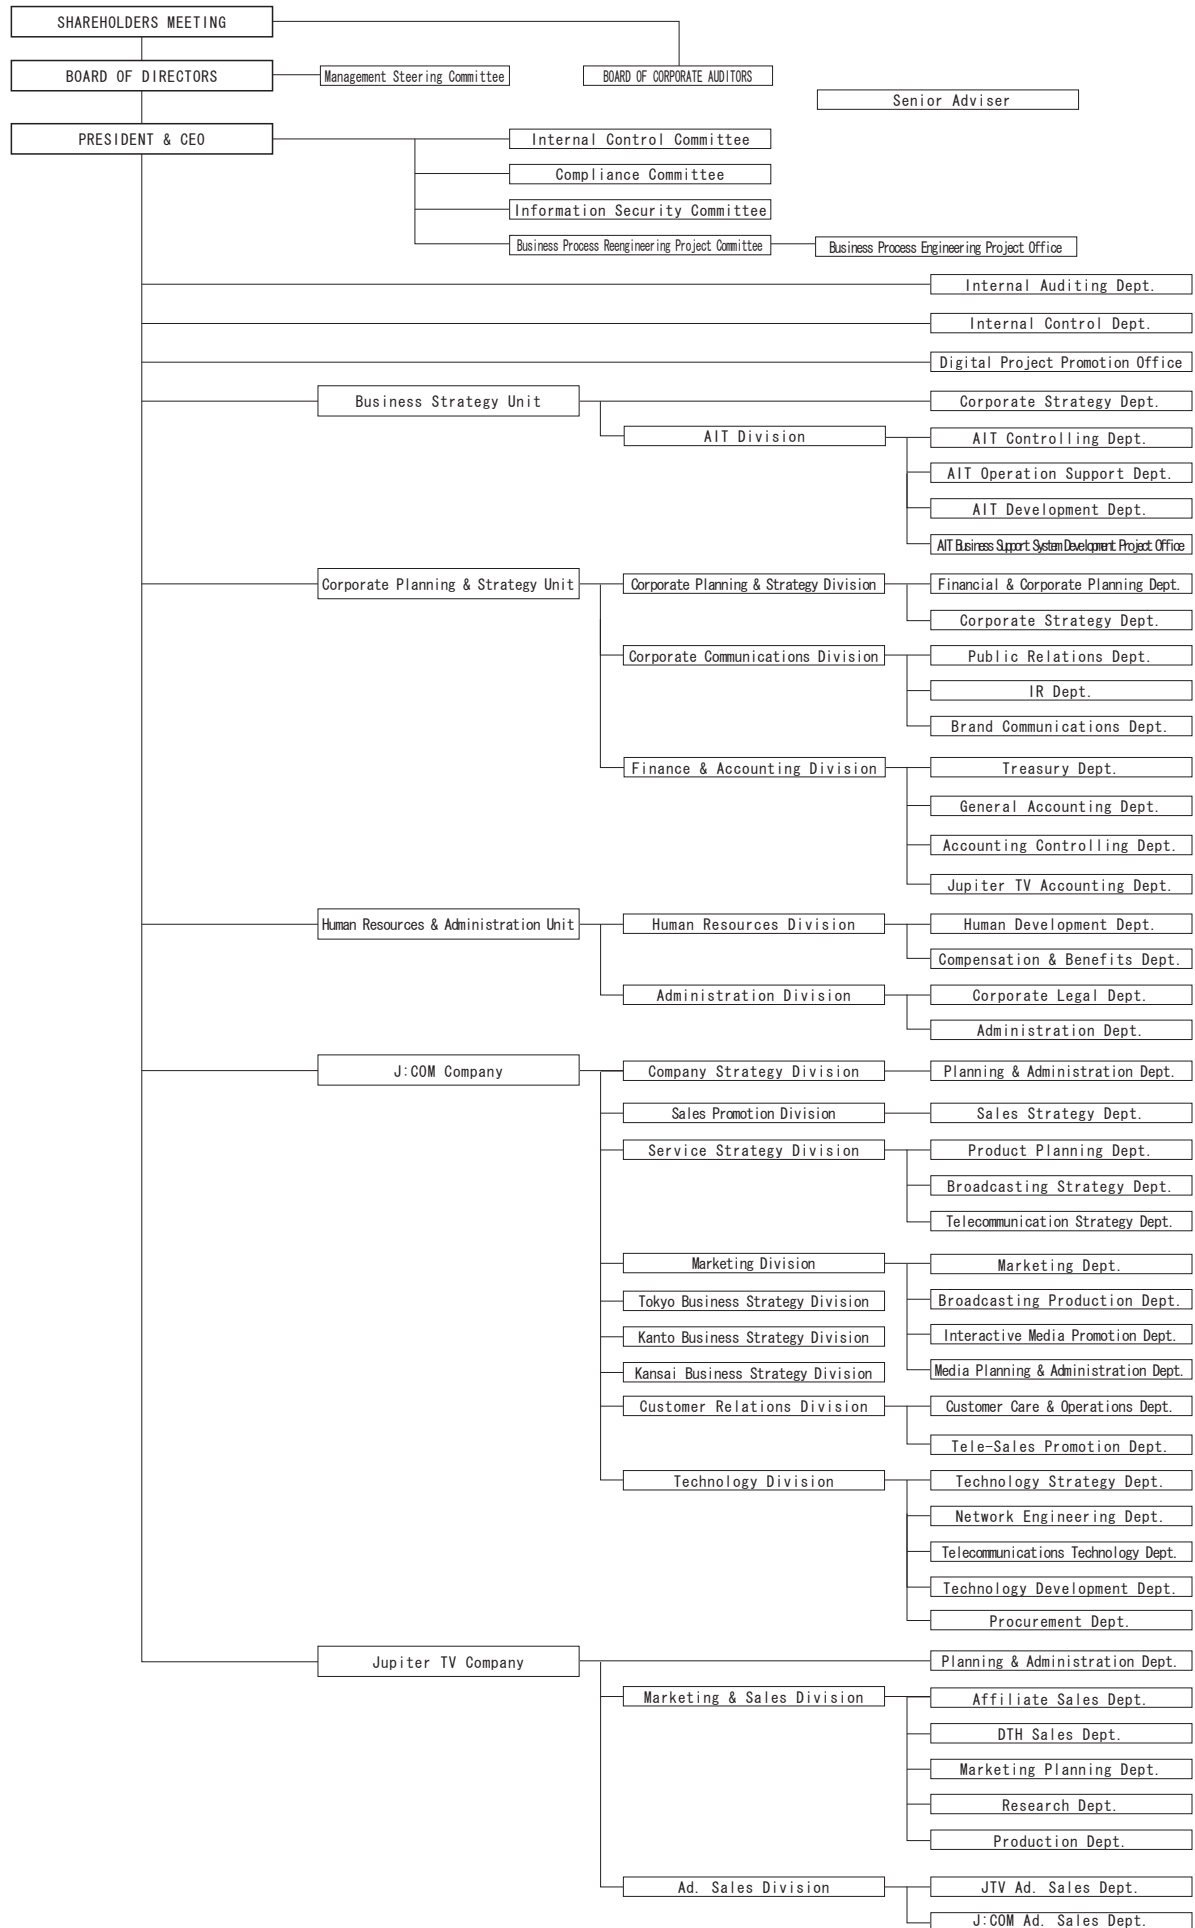 SHAREHOLDERS MEETING
BOARD OF DIRECTORS
Management Steering Committee
BOARD OF CORPORATE AUDITORS
Senior Adviser
PRESIDENT & CEO
Internal Control Committee
Compliance Committee
Information Security Committee
Business Process Reengineering Project Committee
Business Process Engineering Project Office
Internal Auditing Dept.
Internal Control Dept.
Digital Project Promotion Office
Business Strategy Unit
Corporate Strategy Dept.
AIT Division
AIT Controlling Dept.
AIT Operation Support Dept.
AIT Development Dept.
AIT Business Support System Development Project Office
Corporate Planning & Strategy Unit
Corporate Planning & Strategy Division
Financial & Corporate Planning Dept.
Corporate Strategy Dept.
Corporate Communications Division
Public Relations Dept.
IR Dept.
Brand Communications Dept.
Finance & Accounting Division
Treasury Dept.
General Accounting Dept.
Accounting Controlling Dept.
Jupiter TV Accounting Dept.
Human Resources & Administration Unit
Human Resources Division
Human Development Dept.
Compensation & Benefits Dept.
Administration Division
Corporate Legal Dept.
Administration Dept.
J:COM Company
Company Strategy Division
Planning & Administration Dept.
Sales Promotion Division
Sales Strategy Dept.
Service Strategy Division
Product Planning Dept.
Broadcasting Strategy Dept.
Telecommunication Strategy Dept.
Marketing Division
Marketing Dept.
Tokyo Business Strategy Division
Broadcasting Production Dept.
Kanto Business Strategy Division
Interactive Media Promotion Dept.
Kansai Business Strategy Division
Media Planning & Administration Dept.
Customer Relations Division
Customer Care & Operations Dept.
Tele-Sales Promotion Dept.
Technology Division
Technology Strategy Dept.
Network Engineering Dept.
Telecommunications Technology Dept.
Technology Development Dept.
Procurement Dept.
Jupiter TV Company
Planning & Administration Dept.
Marketing & Sales Division
Affiliate Sales Dept.
DTH Sales Dept.
Marketing Planning Dept.
Research Dept.
Production Dept.
Ad. Sales Division
JTV Ad. Sales Dept.
J:COM Ad. Sales Dept.